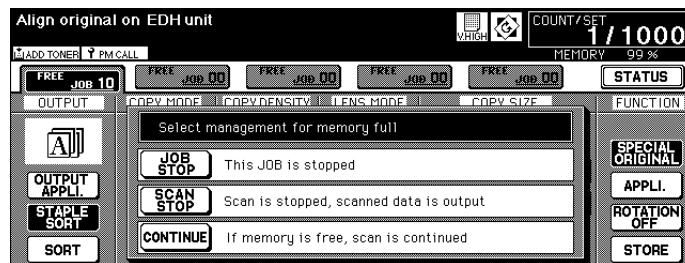 Align original on EDH unit
V.HIGH
COUNT/SET
1/1000
ADD TONER PM CALL
MEMORY 99 %
FREE JOB 10
FREE JOB 00
FREE JOB 00
FREE JOB 00
FREE JOB 00
STATUS
OUTPUT
COPY MODE
COPY DENSITY
LENS MODE
COPY SIZE
FUNCTION
Select management for memory full
JOB STOP
This JOB is stopped
SCAN STOP
Scan is stopped, scanned data is output
CONTINUE
If memory is free, scan is continued
A
OUTPUT APPLI.
STAPLE SORT
SORT
SPECIAL ORIGINAL
APPLI.
ROTATION OFF
STORE